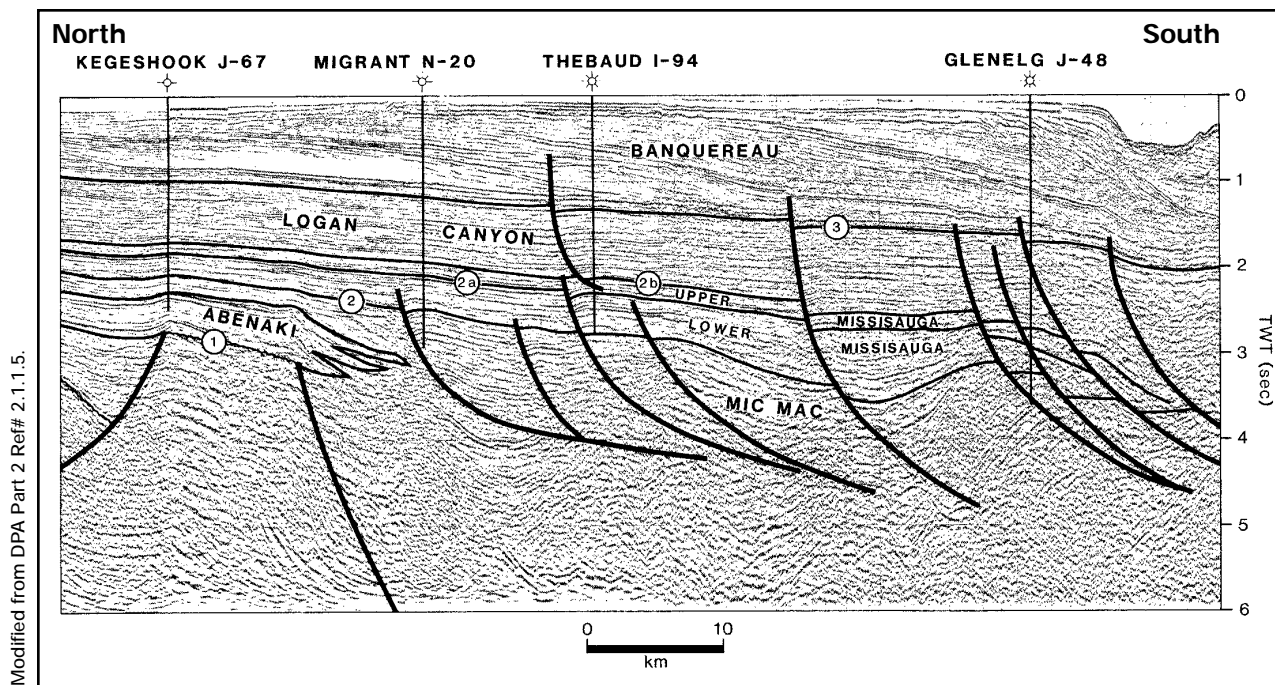 North South
KEGESHOOK J-67 MIGRANT N-20 THEBAUD I-94 GLENELG J-48
0
BANQUEREAU
1
LOGAN
CANYON
3
2
2a
2b
2
UPPER
ABENAKI
LOWER
MISSISAUGA
1
MISSISAUGA
3
MIC MAC
4
5
6
TWT (sec)
0 10
km
Modified from DPA Part 2 Ref# 2.1.1.5.